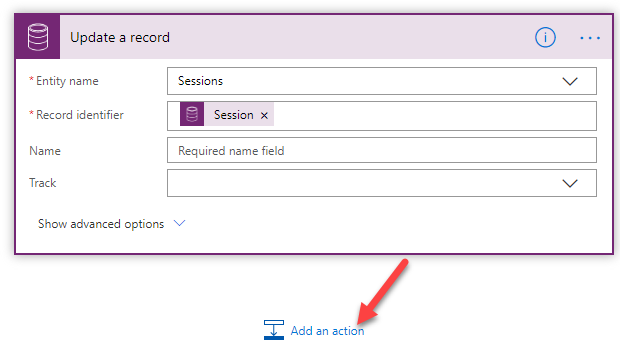 Update a record
* Entity name Sessions
* Record identifier Session ×
Name Required name field
Track
Show advanced options
Add an action